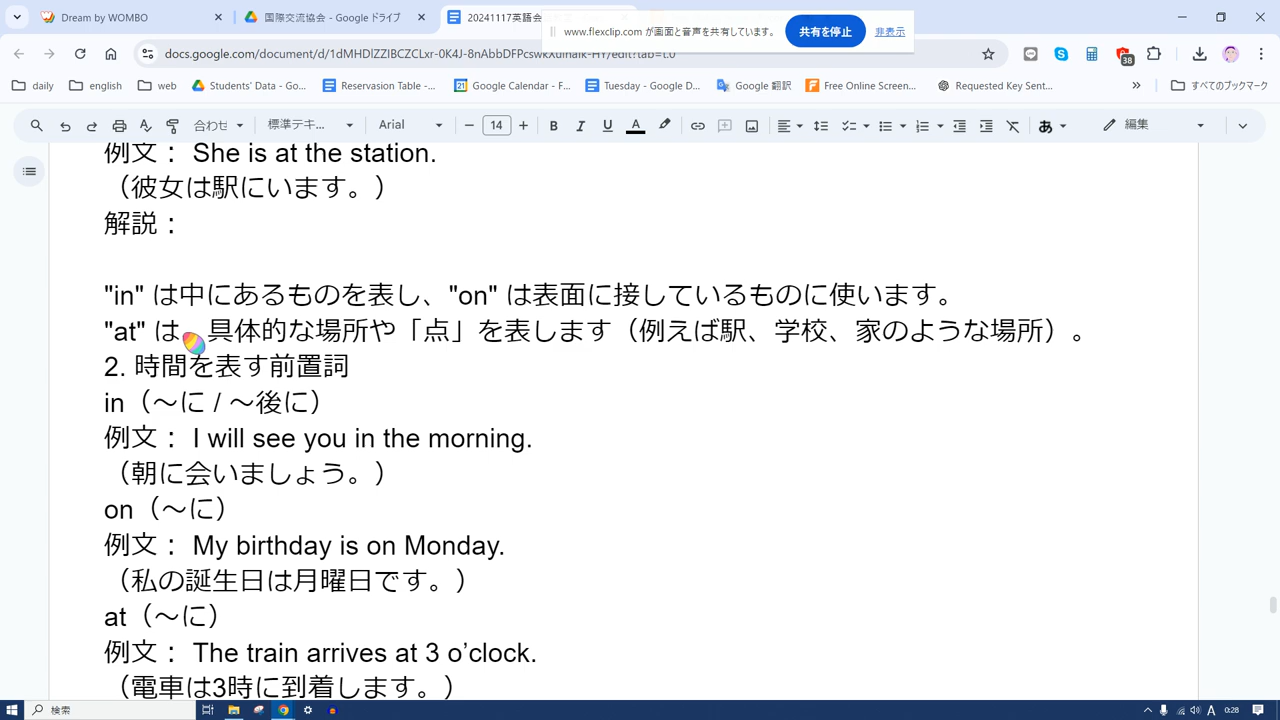 Dream by WOMBO
国際交流協会 - Google ドライブ
20241117英語会
www.flexclip.com が画面と音声を共有しています。
共有を停止
非表示
38
daily
english
web
Students' Data - Go...
Reservasion Table -...
Google Calendar - F...
Tuesday - Google D...
Google 翻訳
Free Online Screen...
Requested Key Sent...
»
すべてのブックマーク
合わせ
標準テキ...
Arial
14
B I U A
あ
編集
例文： She is at the station.
（彼女は駅にいます。）
解説：
"in" は中にあるものを表し、"on" は表面に接しているものに使います。
"at" は、具体的な場所や「点」を表します（例えば駅、学校、家のような場所）。
2. 時間を表す前置詞
in（〜に / 〜後に）
例文： I will see you in the morning.
（朝に会いましょう。）
on（〜に）
例文： My birthday is on Monday.
（私の誕生日は月曜日です。）
at（〜に）
例文： The train arrives at 3 o’clock.
（電車は3時に到着します。）
検索
A
0:28